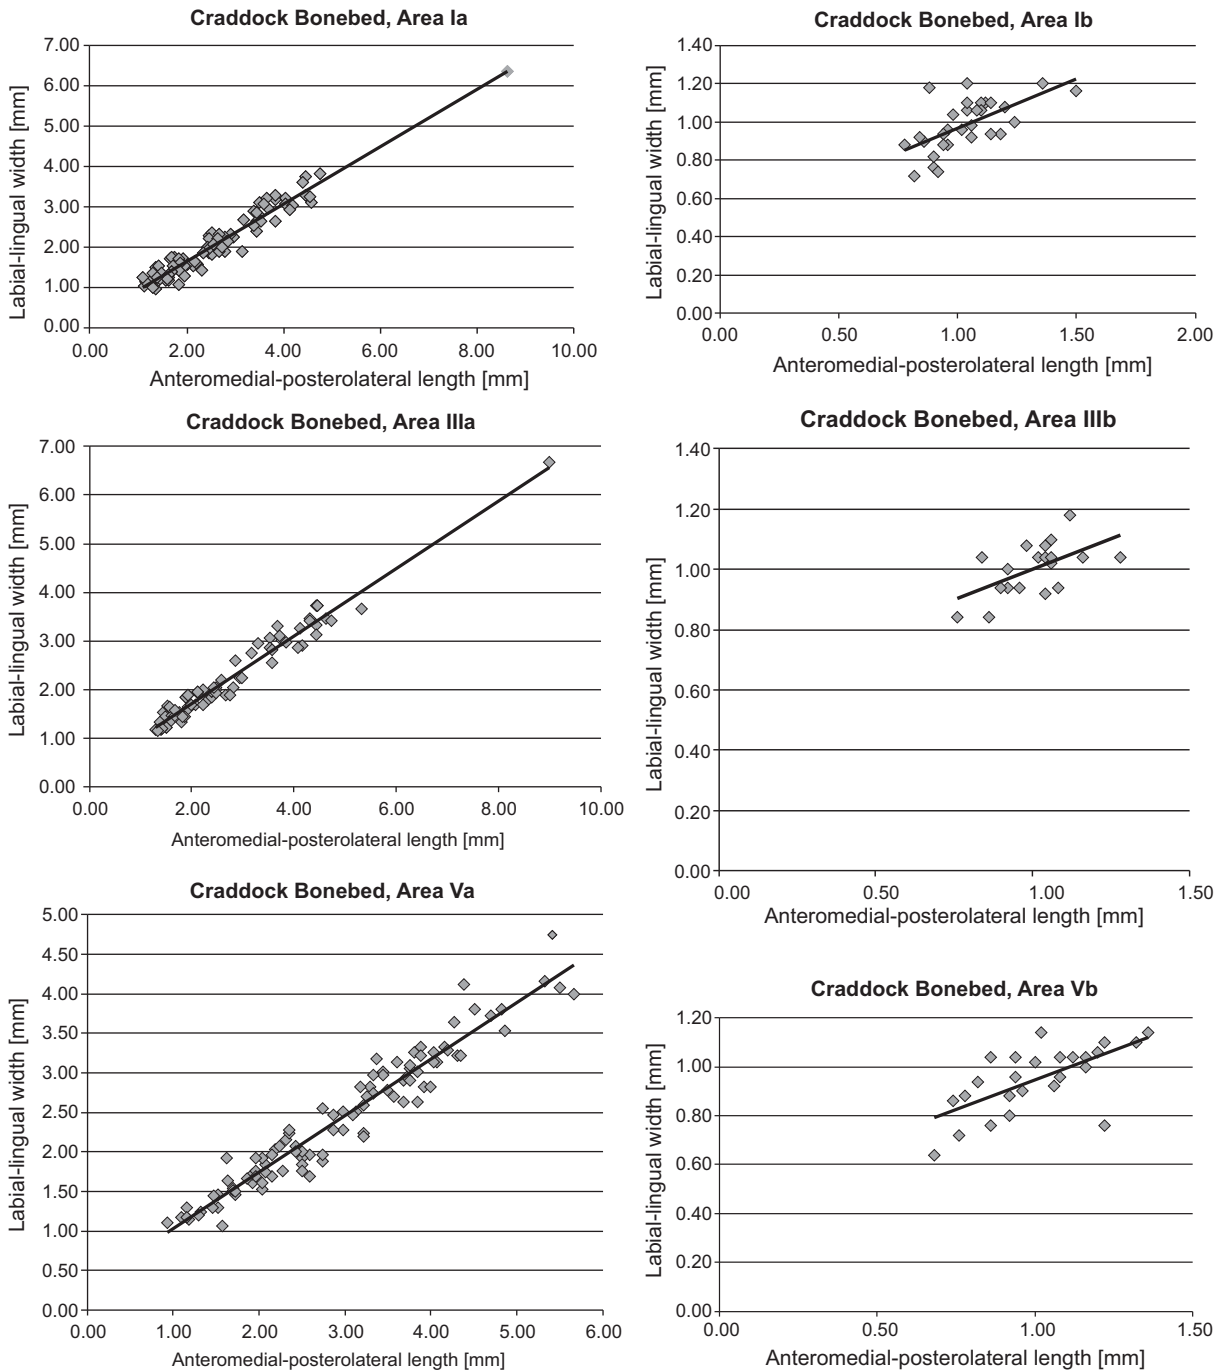 Craddock Bonebed, Area Ia
Labial-lingual width [mm]
7.00
6.00
5.00
4.00
3.00
2.00
1.00
0.00
0.00 2.00 4.00 6.00 8.00 10.00
Anteromedial-posterolateral length [mm]
Craddock Bonebed, Area Ib
Labial-lingual width [mm]
1.40
1.20
1.00
0.80
0.60
0.40
0.20
0.00
0.00 0.50 1.00 1.50 2.00
Anteromedial-posterolateral length [mm]
Craddock Bonebed, Area IIIa
Labial-lingual width [mm]
7.00
6.00
5.00
4.00
3.00
2.00
1.00
0.00
0.00 2.00 4.00 6.00 8.00 10.00
Anteromedial-posterolateral length [mm]
Craddock Bonebed, Area IIIb
Labial-lingual width [mm]
1.40
1.20
1.00
0.80
0.60
0.40
0.20
0.00
0.00 0.50 1.00 1.50
Anteromedial-posterolateral length [mm]
Craddock Bonebed, Area Va
Labial-lingual width [mm]
5.00
4.50
4.00
3.50
3.00
2.50
2.00
1.50
1.00
0.50
0.00
0.00 1.00 2.00 3.00 4.00 5.00 6.00
Anteromedial-posterolateral length [mm]
Craddock Bonebed, Area Vb
Labial-lingual width [mm]
1.20
1.00
0.80
0.60
0.40
0.20
0.00
0.00 0.50 1.00 1.50
Anteromedial-posterolateral length [mm]